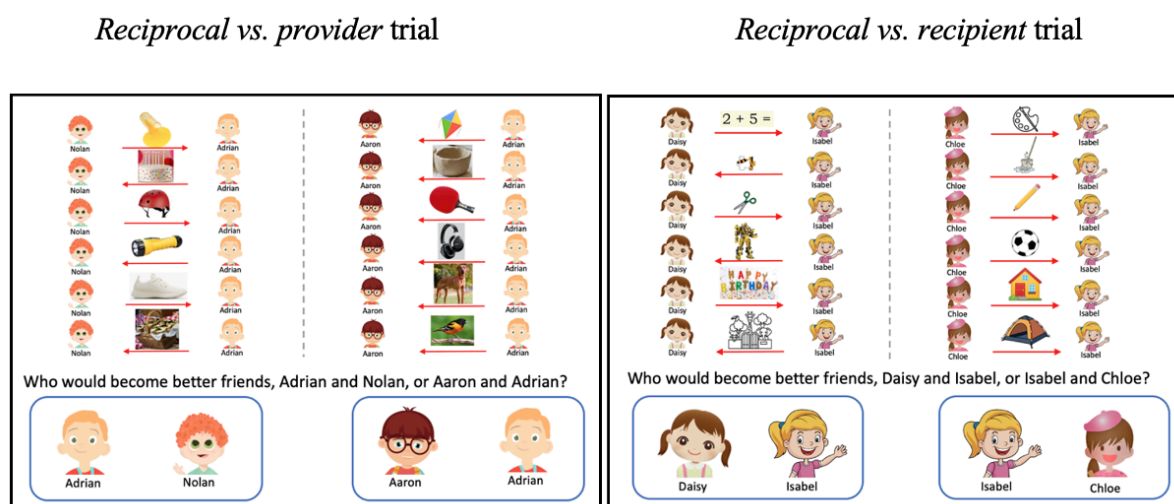 Reciprocal vs. provider trial
Nolan Adrian
Nolan Adrian
Nolan Adrian
Nolan Adrian
Nolan Adrian
Nolan Adrian
Aaron Adrian
Aaron Adrian
Aaron Adrian
Aaron Adrian
Aaron Adrian
Aaron Adrian
Who would become better friends, Adrian and Nolan, or Aaron and Adrian?
Adrian Nolan
Aaron Adrian
Reciprocal vs. recipient trial
Daisy 2 + 5 = Isabel
Daisy Isabel
Daisy Isabel
Daisy Isabel
Daisy HAPPY BIRTHDAY Isabel
Daisy Isabel
Chloe Isabel
Chloe Isabel
Chloe Isabel
Chloe Isabel
Chloe Isabel
Chloe Isabel
Who would become better friends, Daisy and Isabel, or Isabel and Chloe?
Daisy Isabel
Isabel Chloe